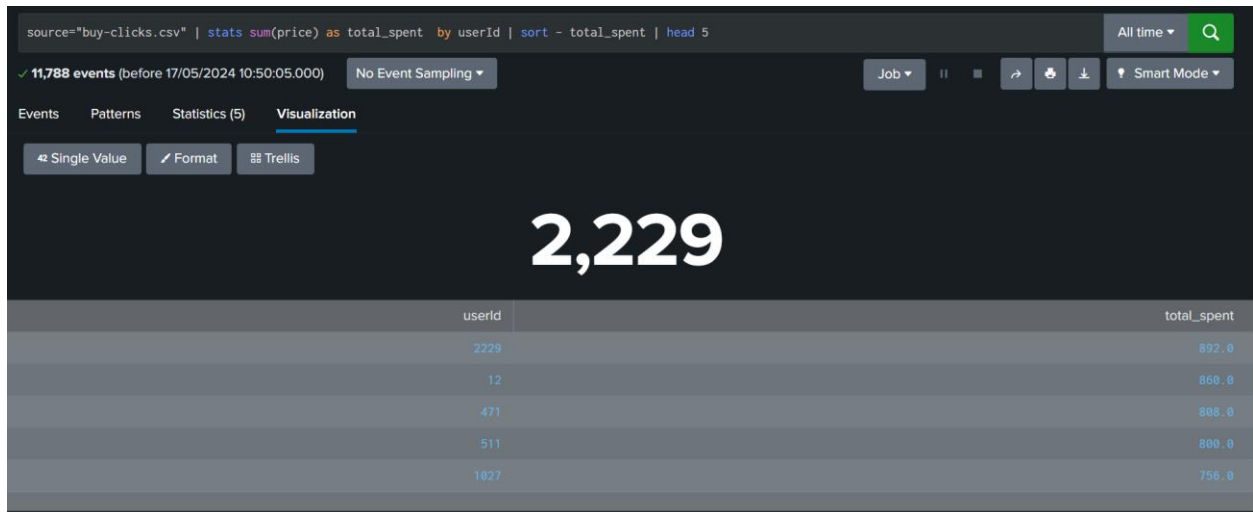 source="buy-clicks.csv" | stats sum(price) as total_spent by userId | sort - total_spent | head 5 All time
11,788 events (before 17/05/2024 10:50:05.000) No Event Sampling Job Smart Mode
Events Patterns Statistics (5) Visualization
42 Single Value Format Trellis
2,229
userId total_spent
2229 892.0
12 860.0
471 808.0
511 800.0
1027 756.0